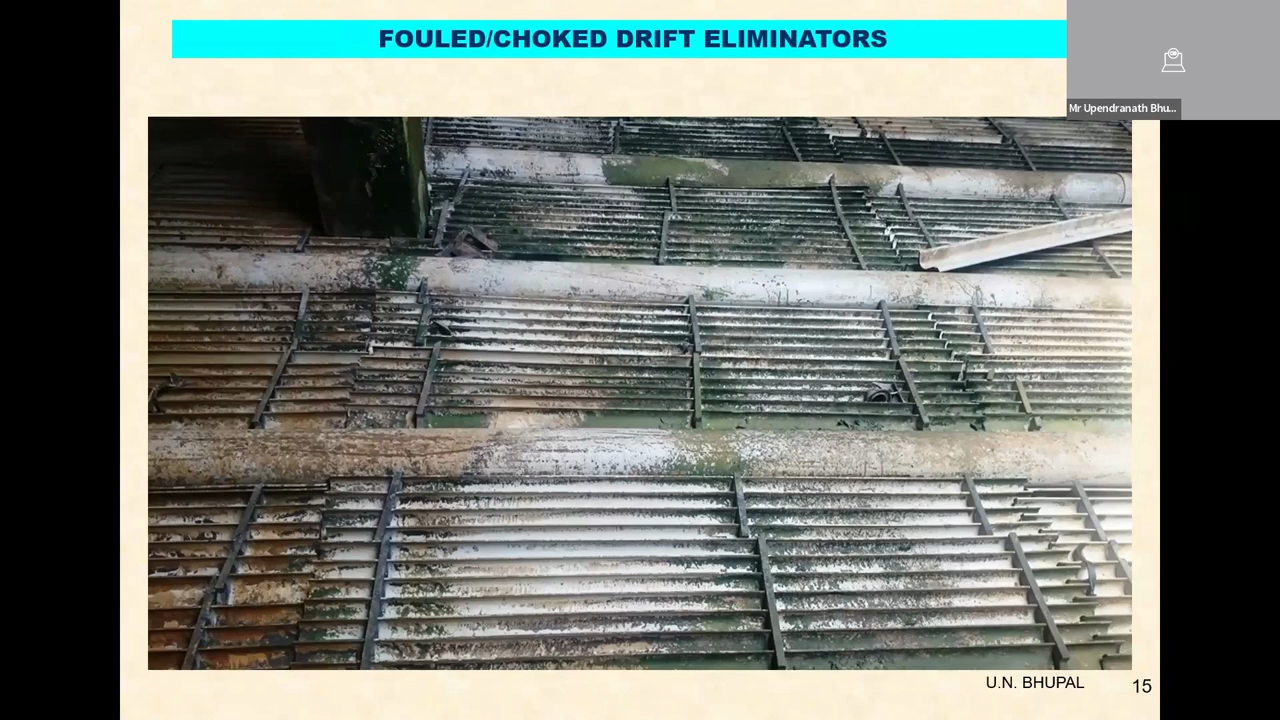 FOULED/CHOKED DRIFT ELIMINATORS
Mr Upendranath Bhu...
U.N. BHUPAL
15